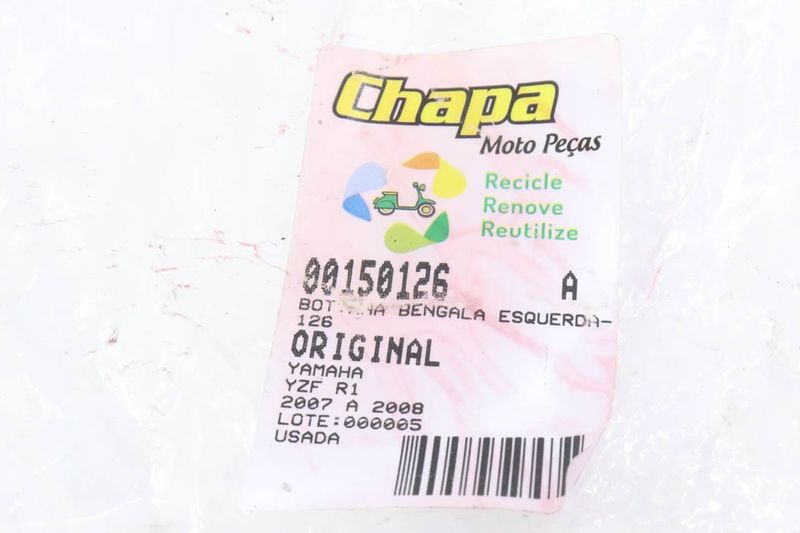 Chapa
Moto Peças
Recicle
Renove
Reutilize
00150126 A
BENGALA ESQUERDA-
126
ORIGINAL
YAMAHA
YZF R1
2007 A 2008
LOTE:000005
USADA